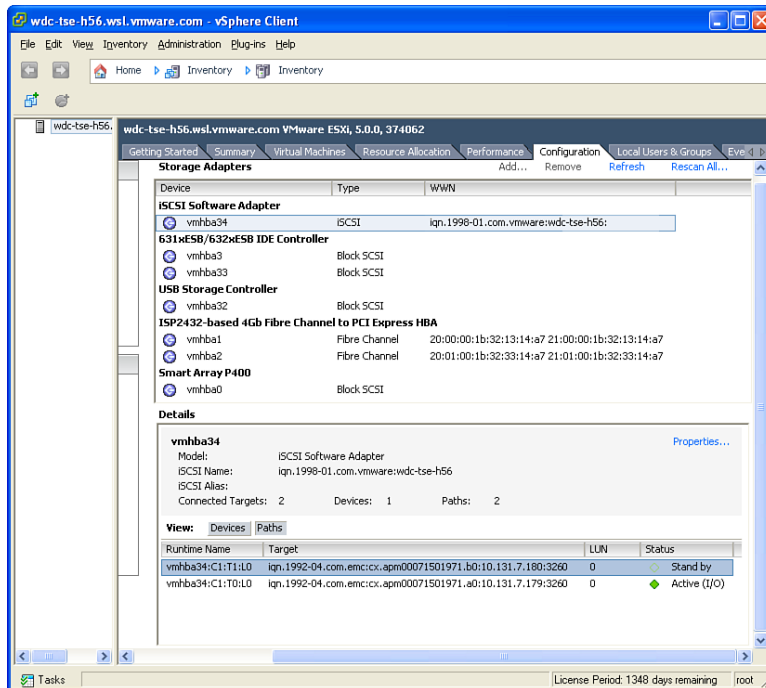 wdc-tse-h56.wsl.vmware.com - vSphere Client
File Edit View Inventory Administration Plug-ins Help
Home Inventory Inventory
wdc-tse-h56.
wdc-tse-h56.wsl.vmware.com VMware ESXi, 5.0.0, 374062
Getting Started Summary Virtual Machines Resource Allocation Performance Configuration Local Users & Groups Eve
Storage Adapters Add... Remove Refresh Rescan All...
Device Type WWN
iSCSI Software Adapter
vmhba34 iSCSI iqn.1998-01.com.vmware:wdc-tse-h56:
631xESB/632xESB IDE Controller
vmhba3 Block SCSI
vmhba33 Block SCSI
USB Storage Controller
vmhba32 Block SCSI
ISP2432-based 4Gb Fibre Channel to PCI Express HBA
vmhba1 Fibre Channel 20:00:00:1b:32:13:14:a7 21:00:00:1b:32:13:14:a7
vmhba2 Fibre Channel 20:01:00:1b:32:33:14:a7 21:01:00:1b:32:33:14:a7
Smart Array P400
vmhba0 Block SCSI
Details
vmhba34 Properties...
Model: iSCSI Software Adapter
iSCSI Name: iqn.1998-01.com.vmware:wdc-tse-h56
iSCSI Alias:
Connected Targets: 2 Devices: 1 Paths: 2
View: Devices Paths
Runtime Name Target LUN Status
vmhba34:C1:T1:L0 iqn.1992-04.com.emc:cx.apm00071501971.b0:10.131.7.180:3260 0 Stand by
vmhba34:C1:T0:L0 iqn.1992-04.com.emc:cx.apm00071501971.a0:10.131.7.179:3260 0 Active (I/O)
Tasks License Period: 1348 days remaining root